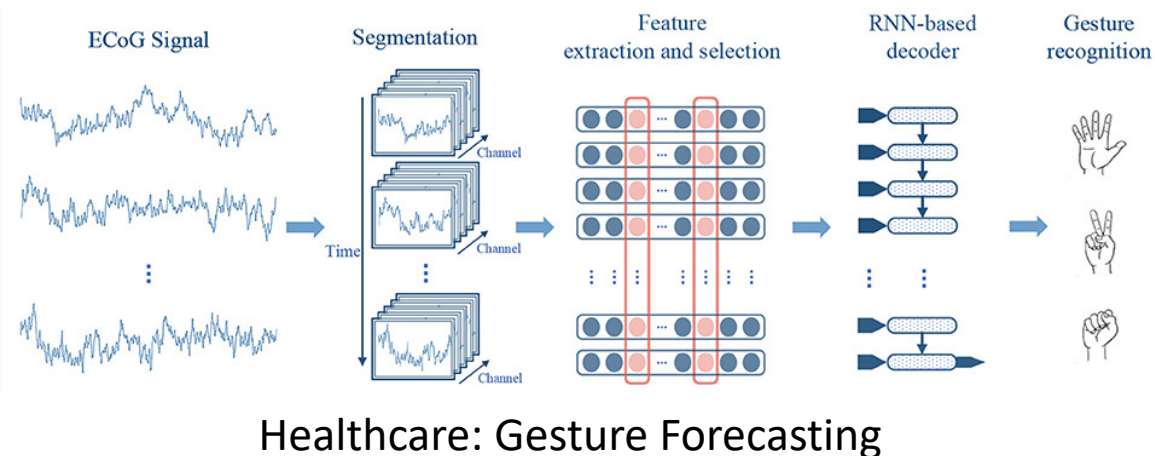 ECoG Signal
Segmentation
Feature
extraction and selection
RNN-based
decoder
Gesture
recognition
Channel
Channel
Time
Channel
Healthcare: Gesture Forecasting